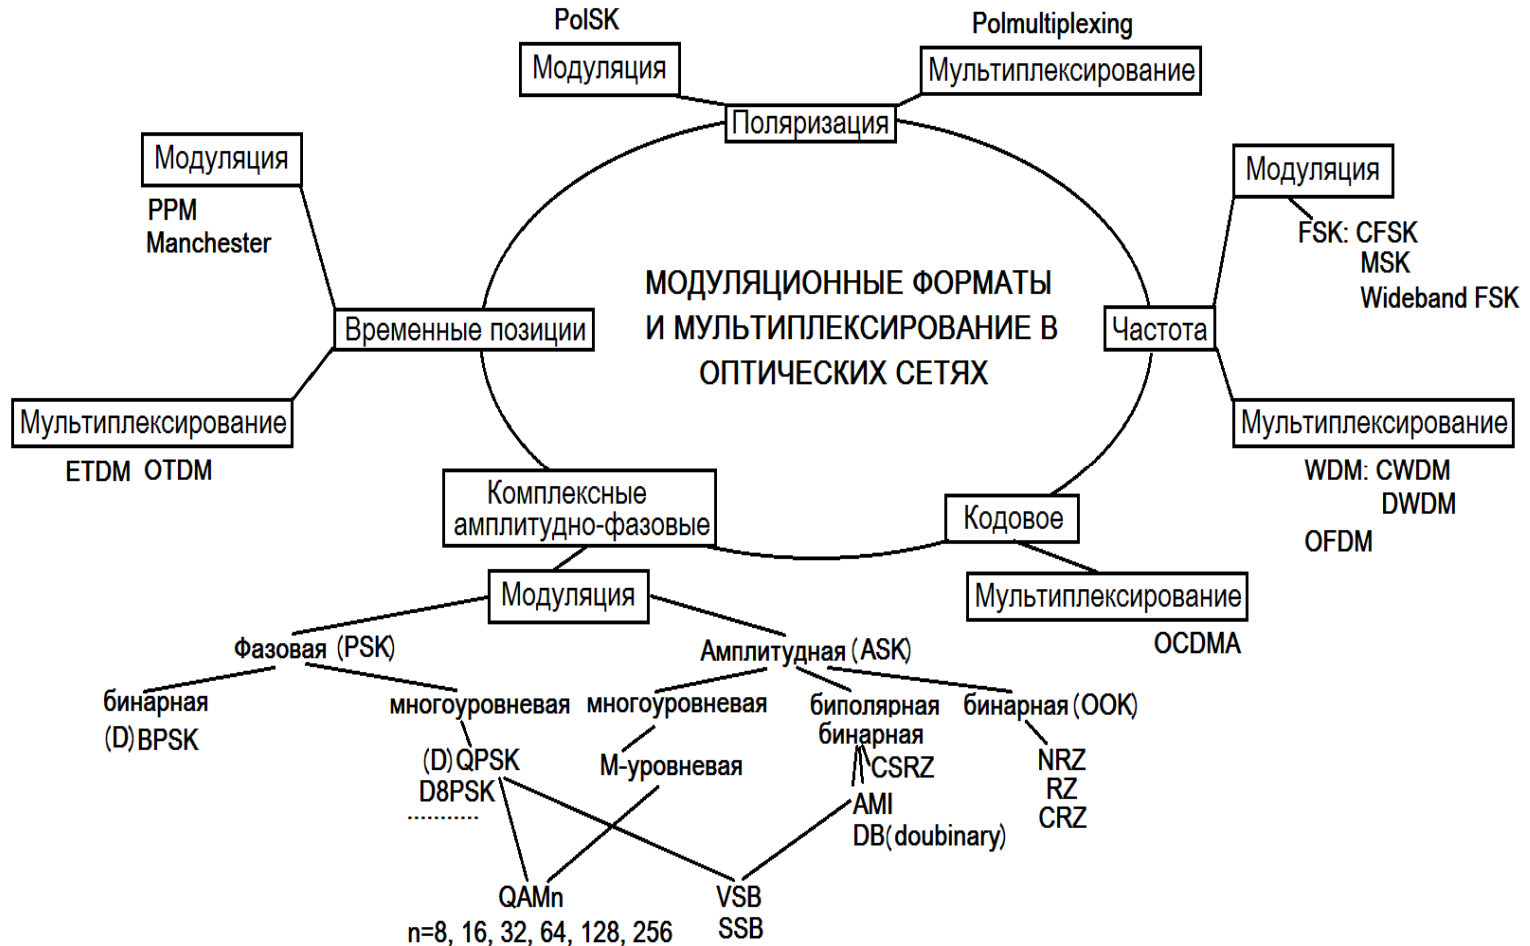 PolSK
Polmultiplexing
Модуляция
Мультиплексирование
Поляризация
Модуляция
PPM
Manchester
Модуляция
FSK: CFSK
MSK
Wideband FSK
МОДУЛЯЦИОННЫЕ ФОРМАТЫ
И МУЛЬТИПЛЕКСИРОВАНИЕ В
ОПТИЧЕСКИХ СЕТЯХ
Временные позиции
Частота
Мультиплексирование
ETDM OTDM
Мультиплексирование
WDM: CWDM
DWDM
OFDM
Комплексные
амплитудно-фазовые
Кодовое
Модуляция
Мультиплексирование
OCDMA
Фазовая (PSK)
Амплитудная (ASK)
бинарная
(D)BPSK
многоуровневая
(D)QPSK
D8PSK
...........
многоуровневая
М-уровневая
биполярная
бинарная
CSRZ
AMI
DB(doubinary)
бинарная (OOK)
NRZ
RZ
CRZ
QAMn
n=8, 16, 32, 64, 128, 256
VSB
SSB